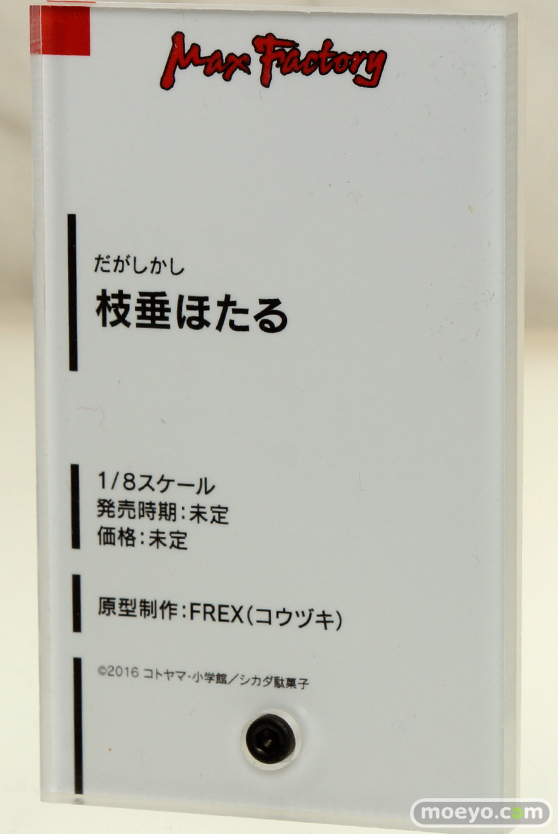 Max Factory
だがしかし
枝垂ほたる
1/8スケール
発売時期：未定
価格：未定
原型制作：FREX（コウヅキ）
©2016 コトヤマ・小学館／シカダ駄菓子
moeyo.com